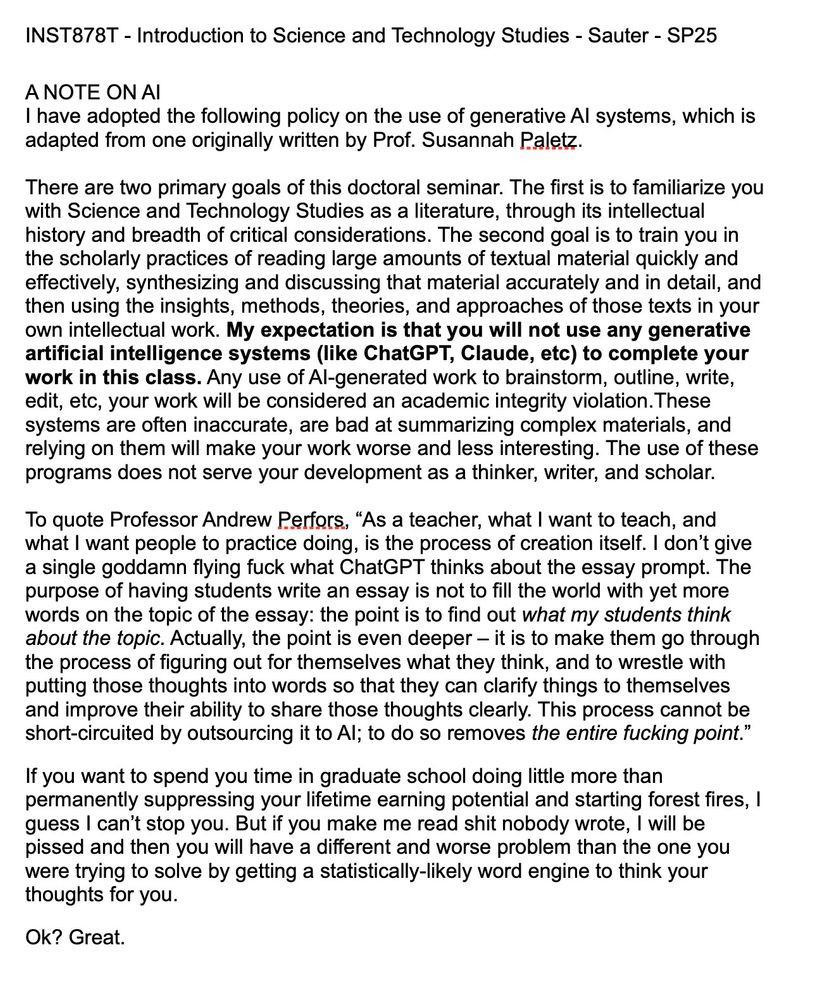 INST878T - Introduction to Science and Technology Studies - Sauter - SP25
A NOTE ON AI
I have adopted the following policy on the use of generative AI systems, which is
adapted from one originally written by Prof. Susannah Paletz.
There are two primary goals of this doctoral seminar. The first is to familiarize you
with Science and Technology Studies as a literature, through its intellectual
history and breadth of critical considerations. The second goal is to train you in
the scholarly practices of reading large amounts of textual material quickly and
effectively, synthesizing and discussing that material accurately and in detail, and
then using the insights, methods, theories, and approaches of those texts in your
own intellectual work. My expectation is that you will not use any generative
artificial intelligence systems (like ChatGPT, Claude, etc) to complete your
work in this class. Any use of AI-generated work to brainstorm, outline, write,
edit, etc, your work will be considered an academic integrity violation.These
systems are often inaccurate, are bad at summarizing complex materials, and
relying on them will make your work worse and less interesting. The use of these
programs does not serve your development as a thinker, writer, and scholar.
To quote Professor Andrew Perfors, “As a teacher, what I want to teach, and
what I want people to practice doing, is the process of creation itself. I don’t give
a single goddamn flying fuck what ChatGPT thinks about the essay prompt. The
purpose of having students write an essay is not to fill the world with yet more
words on the topic of the essay: the point is to find out what my students think
about the topic. Actually, the point is even deeper – it is to make them go through
the process of figuring out for themselves what they think, and to wrestle with
putting those thoughts into words so that they can clarify things to themselves
and improve their ability to share those thoughts clearly. This process cannot be
short-circuited by outsourcing it to AI; to do so removes the entire fucking point.”
If you want to spend you time in graduate school doing little more than
permanently suppressing your lifetime earning potential and starting forest fires, I
guess I can’t stop you. But if you make me read shit nobody wrote, I will be
pissed and then you will have a different and worse problem than the one you
were trying to solve by getting a statistically-likely word engine to think your
thoughts for you.
Ok? Great.